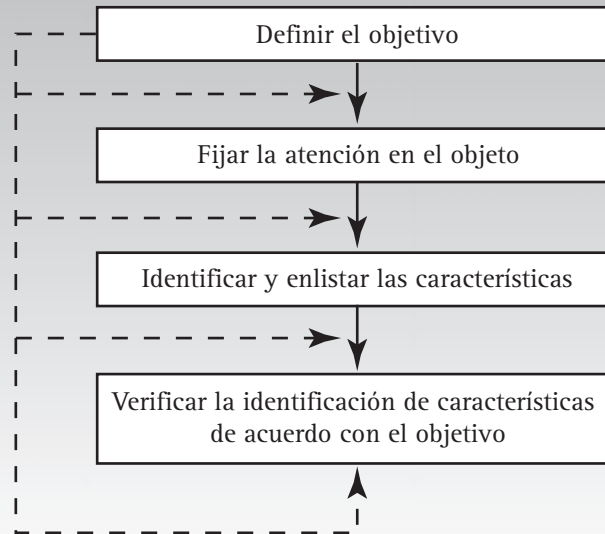 Definir el objetivo
Fijar la atención en el objeto
Identificar y enlistar las características
Verificar la identificación de características
de acuerdo con el objetivo